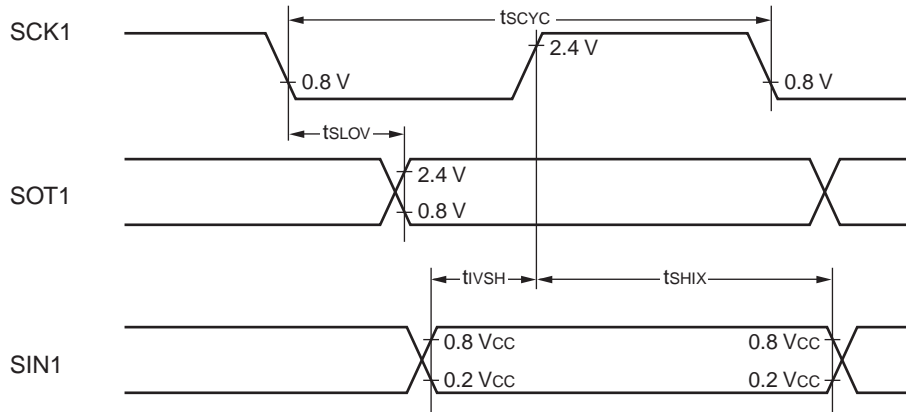 tSCYC
SCK1
2.4 V
0.8 V
0.8 V
tSLOV
2.4 V
SOT1
0.8 V
tIVSH
tSHIX
0.8 VCC
0.8 VCC
SIN1
0.2 VCC
0.2 VCC